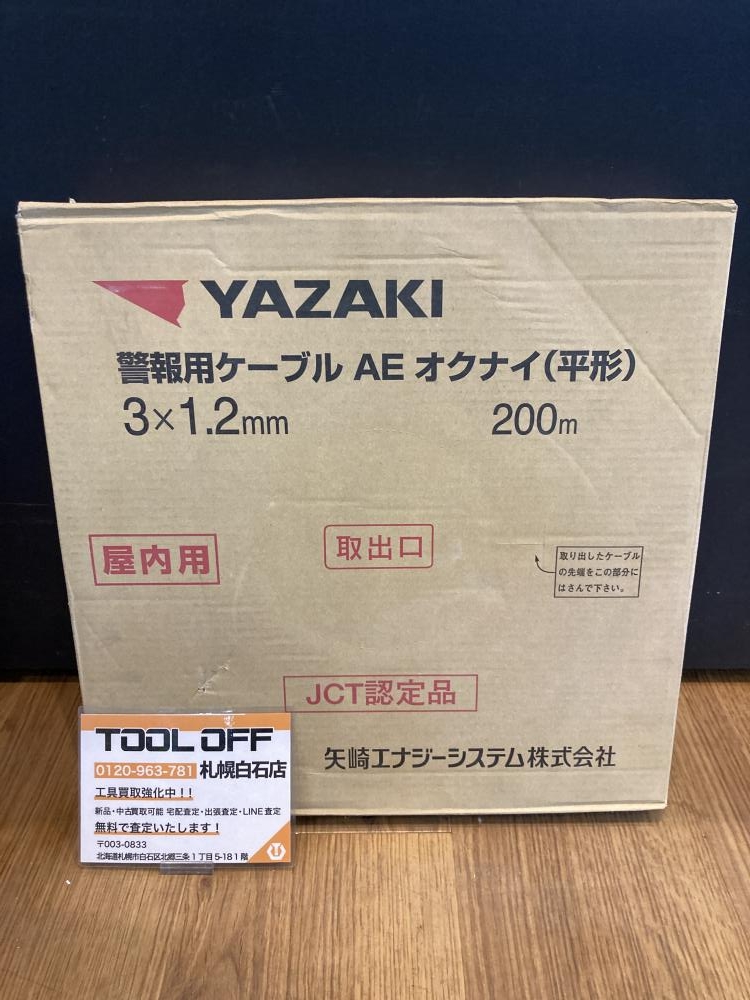 YAZAKI
警報用ケーブル AE オクナイ(平形)
3×1.2mm 200m
屋内用
取出口
取り出したケーブル
の先端をこの部分に
はさんで下さい。
JCT認定品
矢崎エナジーシステム株式会社
TOOL OFF
0120-963-781 札幌白石店
工具買取強化中!!
新品・中古買取可能 宅配査定・出張査定・LINE査定
無料で査定いたします!
〒003-0833
北海道札幌市白石区北郷三条1丁目5-18 1階